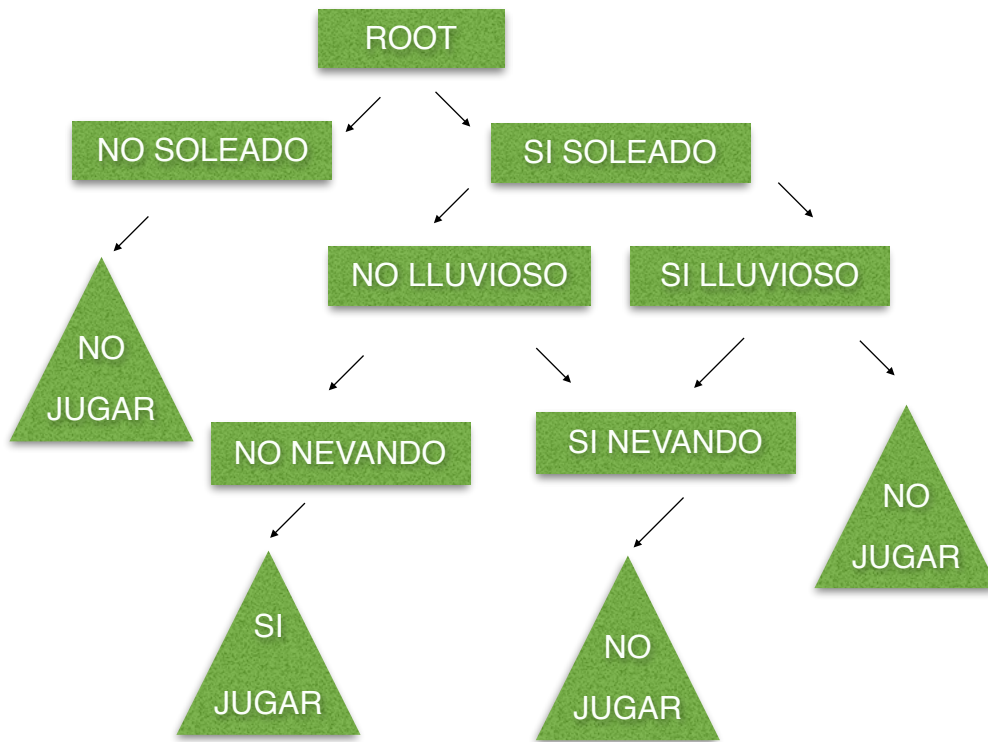 ROOT
NO SOLEADO
SI SOLEADO
NO LLUVIOSO
SI LLUVIOSO
NO
JUGAR
NO NEVANDO
SI NEVANDO
NO
JUGAR
SI
JUGAR
NO
JUGAR